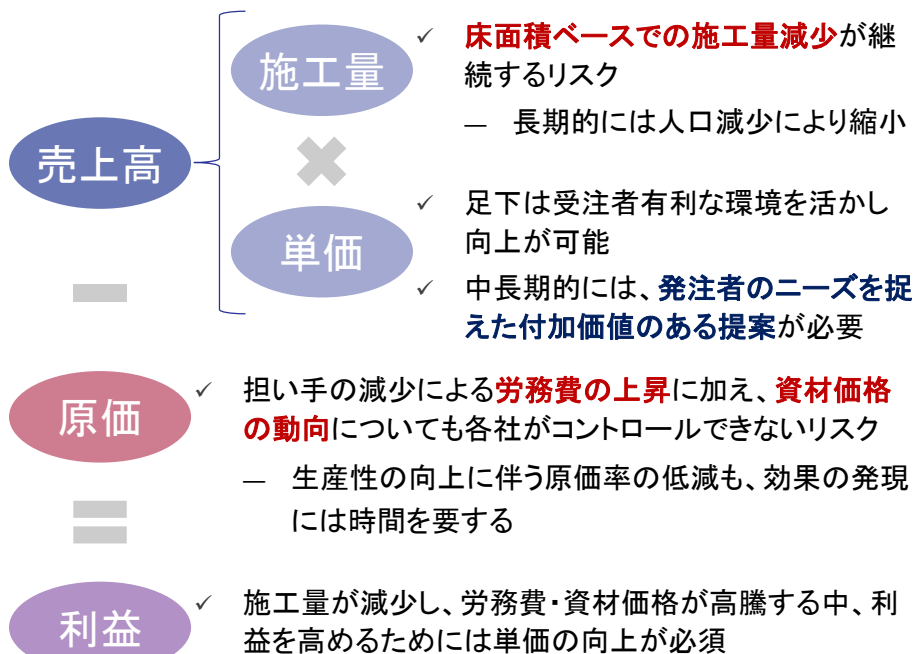 施工量
✓ 床面積ベースでの施工量減少が継
続するリスク
― 長期的には人口減少により縮小
売上高
✖
✓ 足下は受注者有利な環境を活かし
向上が可能
単価
✓ 中長期的には、発注者のニーズを捉
えた付加価値のある提案が必要
－
原価
✓ 担い手の減少による労務費の上昇に加え、資材価格
の動向についても各社がコントロールできないリスク
― 生産性の向上に伴う原価率の低減も、効果の発現
には時間を要する
＝
利益
✓ 施工量が減少し、労務費・資材価格が高騰する中、利
益を高めるためには単価の向上が必須